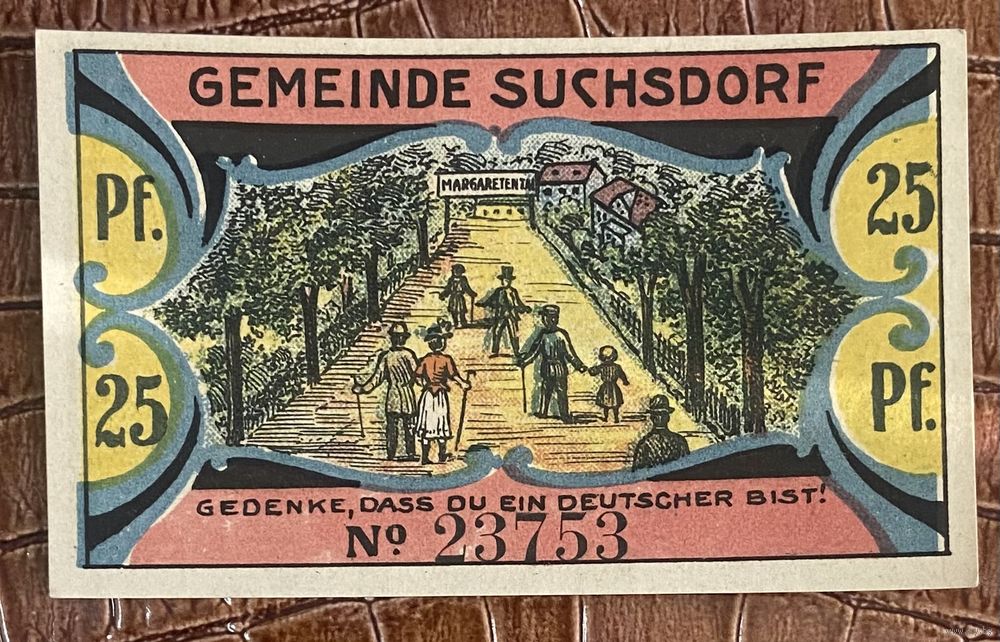 GEMEINDE SUCHSDORF
Pf.
25
MARGARETENTAL
25
Pf.
GEDENKE, DASS DU EIN DEUTSCHER BIST!
No 23753